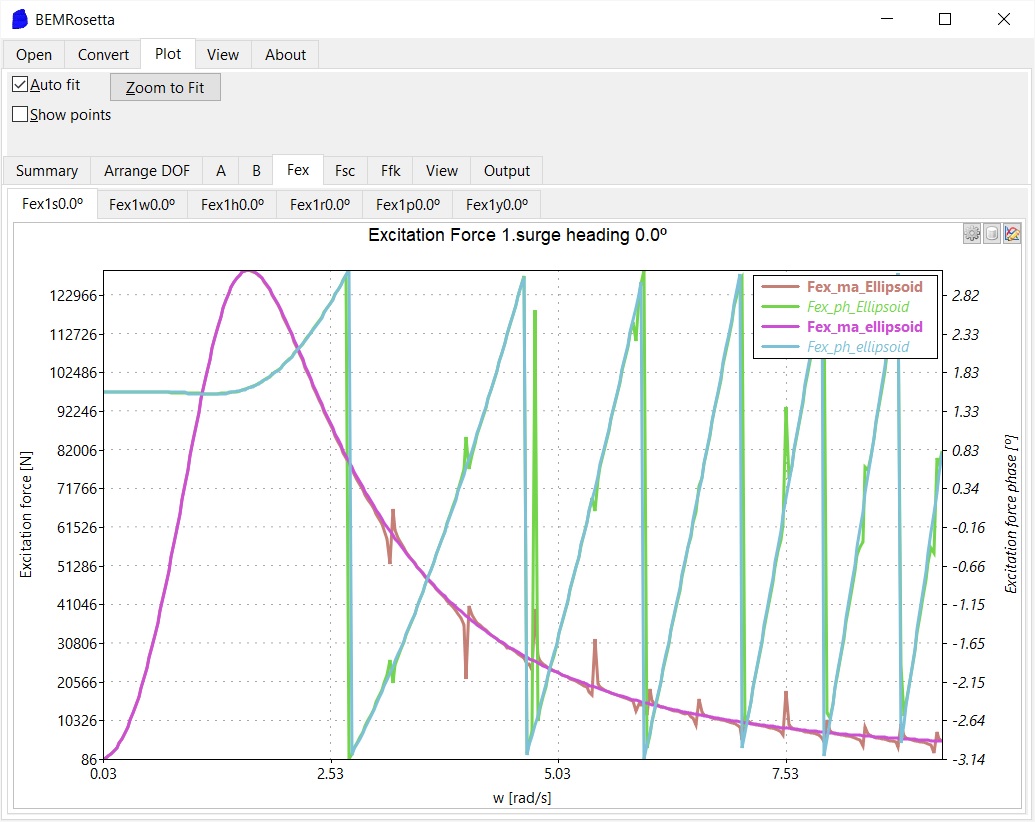 BEMRosetta
Open Convert Plot View About
Auto fit Zoom to Fit
Show points
Summary Arrange DOF A B Fex Fsc Ffk View Output
Fex1s0.0º Fex1w0.0º Fex1h0.0º Fex1r0.0º Fex1p0.0º Fex1y0.0º
Excitation Force 1.surge heading 0.0º
Fex_ma_Ellipsoid
Fex_ph_Ellipsoid
Fex_ma_ellipsoid
Fex_ph_ellipsoid
122966 2.82
112726 2.33
102486 1.83
92246 1.33
82006 0.83
71766 0.34
61526 -0.16
51286 -0.66
41046 -1.15
30806 -1.65
20566 -2.15
10326 -2.64
86 -3.14
Excitation force [N]
Excitation force phase [º]
0.03 2.53 5.03 7.53
w [rad/s]